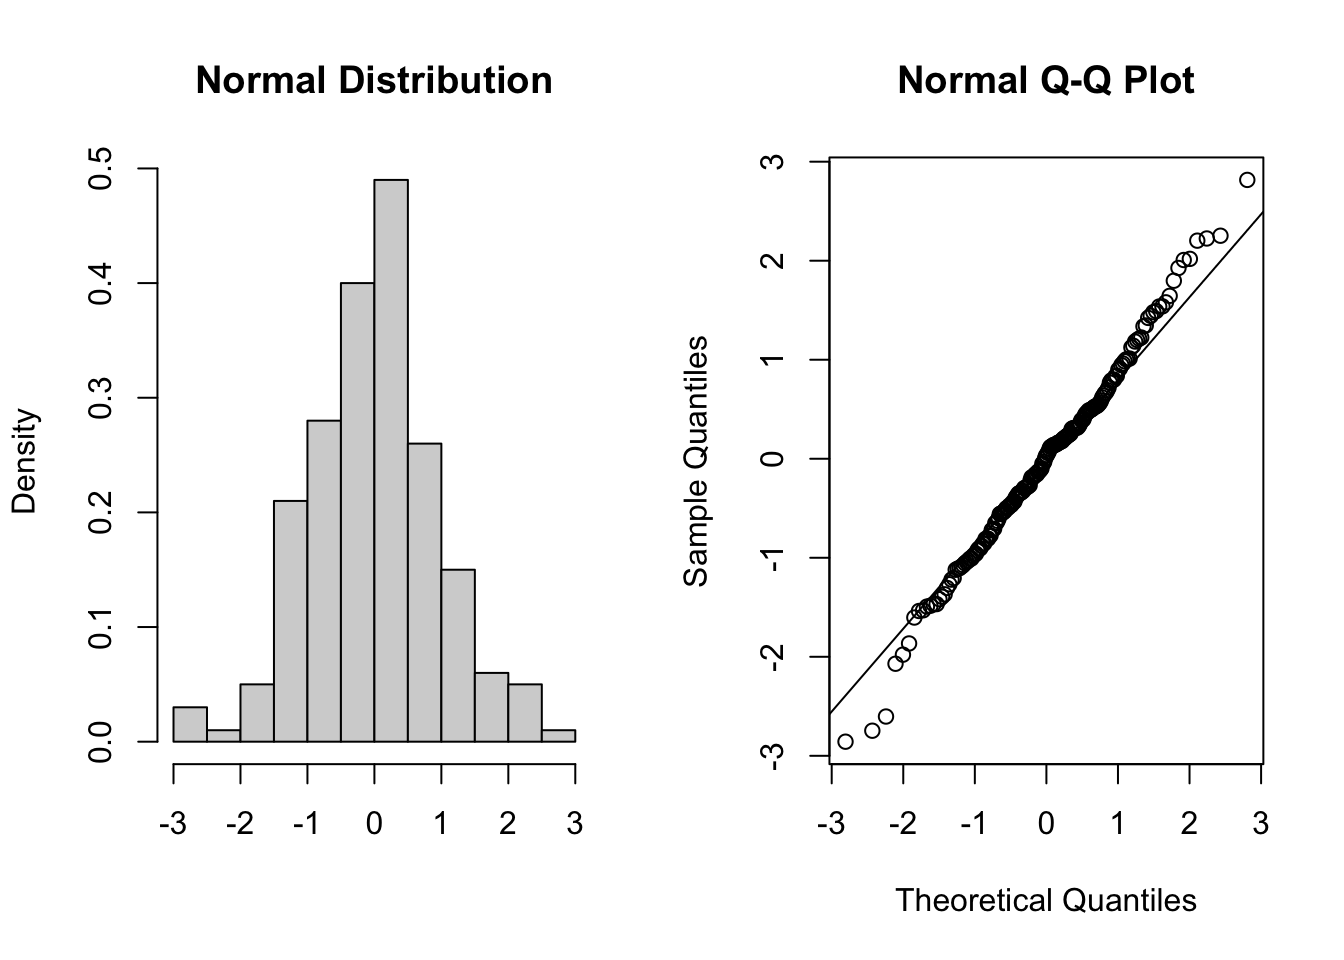 Normal Distribution
Density
0.0 0.1 0.2 0.3 0.4 0.5
-3 -2 -1 0 1 2 3
Normal Q-Q Plot
Sample Quantiles
-3 -2 -1 0 1 2 3
-3 -2 -1 0 1 2 3
Theoretical Quantiles